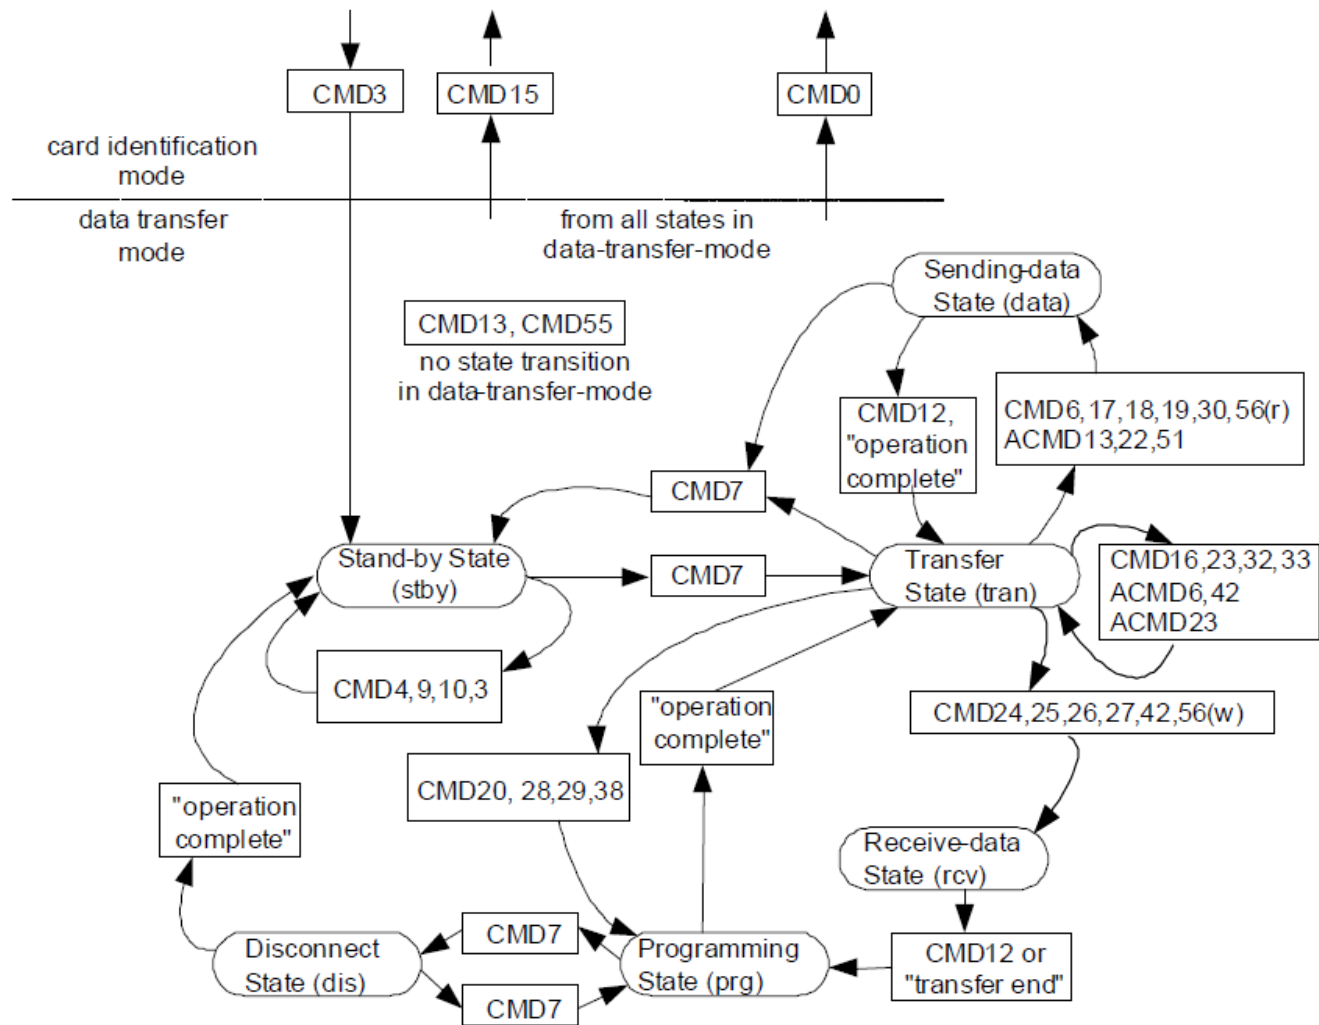 CMD3
CMD15
CMD0
card identification
mode
data transfer
mode
from all states in
data-transfer-mode
Sending-data
State (data)
CMD13, CMD55
no state transition
in data-transfer-mode
CMD12,
"operation
complete"
CMD6,17,18,19,30,56(r)
ACMD13,22,51
CMD7
Stand-by State
(stby)
CMD7
Transfer
State (tran)
CMD16,23,32,33
ACMD6,42
ACMD23
CMD4,9,10,3
"operation
complete"
CMD24,25,26,27,42,56(w)
CMD20, 28,29,38
"operation
complete"
Receive-data
State (rcv)
CMD7
Disconnect
State (dis)
Programming
State (prg)
CMD12 or
"transfer end"
CMD7